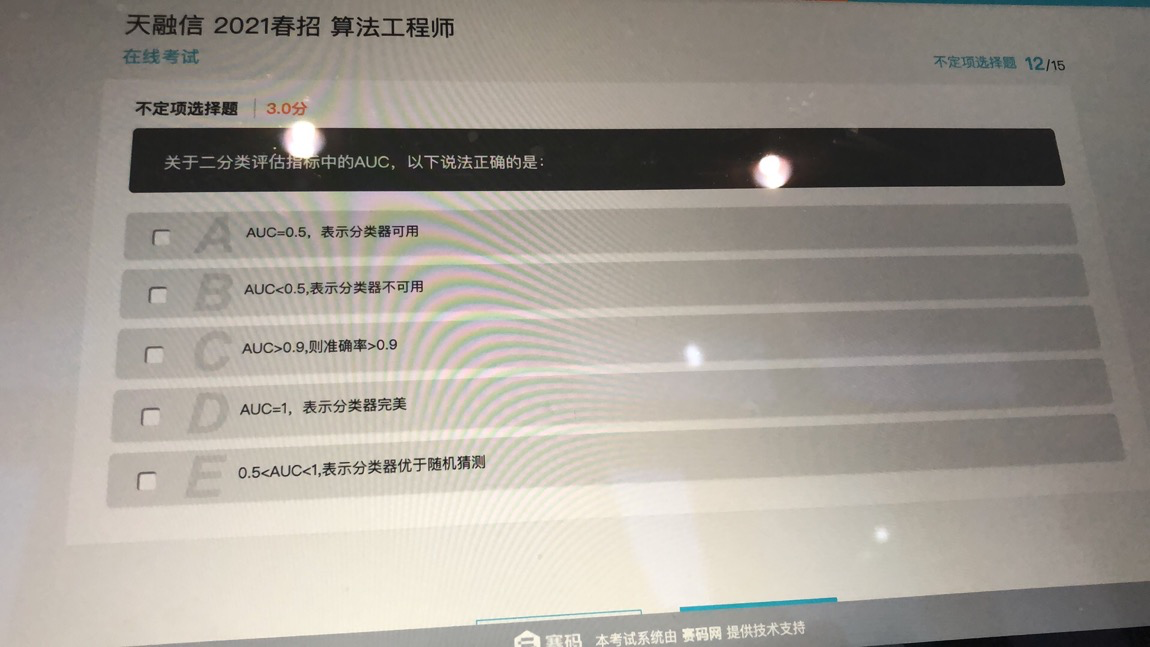 天融信 2021春招 算法工程师
在线考试
不定项选择题 12/15
不定项选择题 3.0分
关于二分类评估指标中的AUC，以下说法正确的是：
A AUC=0.5，表示分类器可用
B AUC<0.5,表示分类器不可用
C AUC>0.9,则准确率>0.9
D AUC=1，表示分类器完美
E 0.5<AUC<1,表示分类器优于随机猜测
赛码 本考试系统由 赛码网 提供技术支持